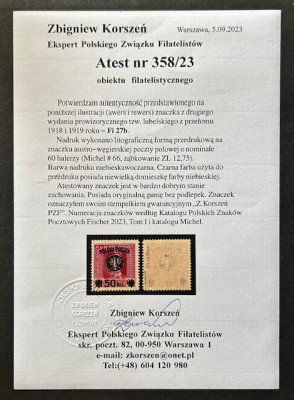 Zbigniew Korszeń
Warszawa, 5.09.2023
Ekspert Polskiego Związku Filatelistów
Atest nr 358/23
obiektu filatelistycznego
Potwierdzam autentyczność przedstawionego na
poniższej ilustracji (awers i rewers) znaczka z drugiego
wydania prowizorycznego tzw. lubelskiego z przełomu
1918 i 1919 roku – Fi 27b.
Nadruk wykonano litograficzną formą przedrukową na
znaczku austro-węgierskiej poczty polowej o nominale
60 halerzy (Michel # 66, ząbkowanie ZL 12,75).
Barwa nadruku niebieskawoczarna. Czarna farba użyta do
przedruku posiada niewielką domieszkę farby niebieskiej.
Atestowany znaczek jest w bardzo dobrym stanie
zachowania. Posiada oryginalną gumę bez podlepek. Znaczek
oznaczyłem swoim stempelkiem gwarancyjnym „Z.Korszeń
PZF”. Numeracja znaczków według Katalogu Polskich Znaków
Pocztowych Fischer 2023, Tom I i katalogu Michel.
50
Zbigniew Korszeń
Ekspert Polskiego Związku Filatelistów
skr. poczt. 82, 00-950 Warszawa 1
e-mail: zkorszen@onet.pl
Tel:(+48) 604 120 980